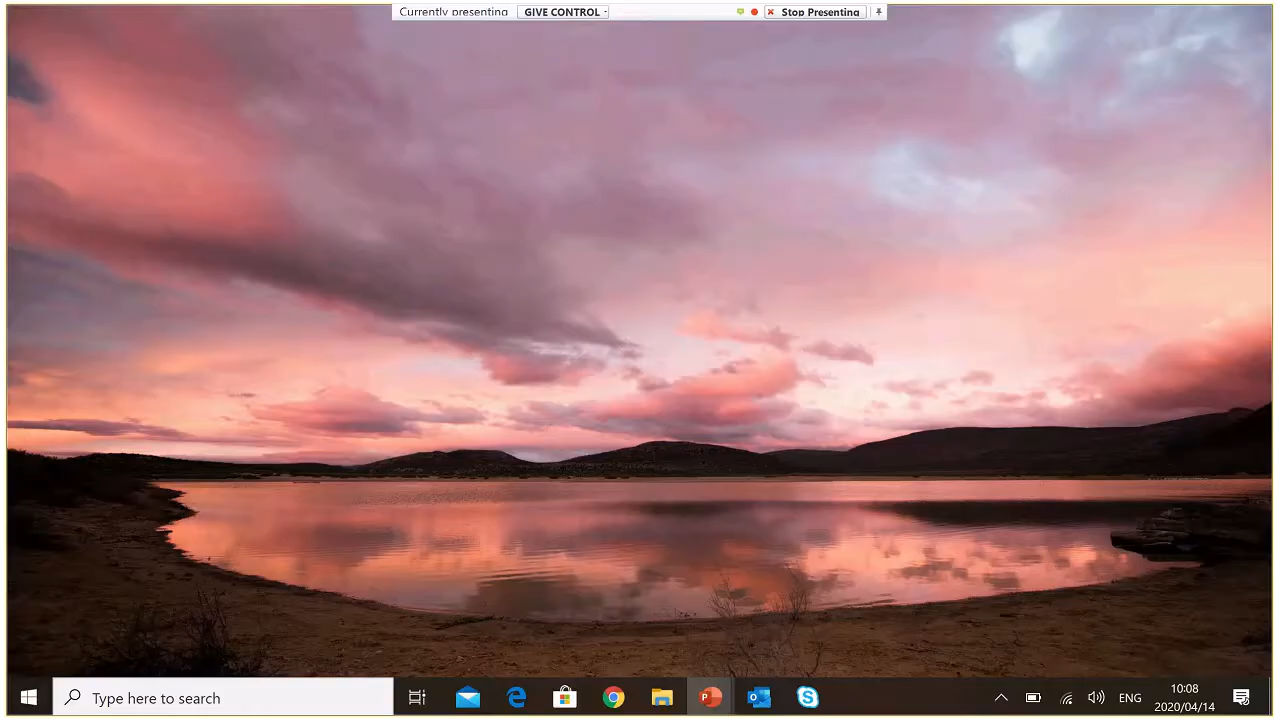 Currently presenting GIVE CONTROL Stop Presenting
Type here to search
ENG
10:08
2020/04/14